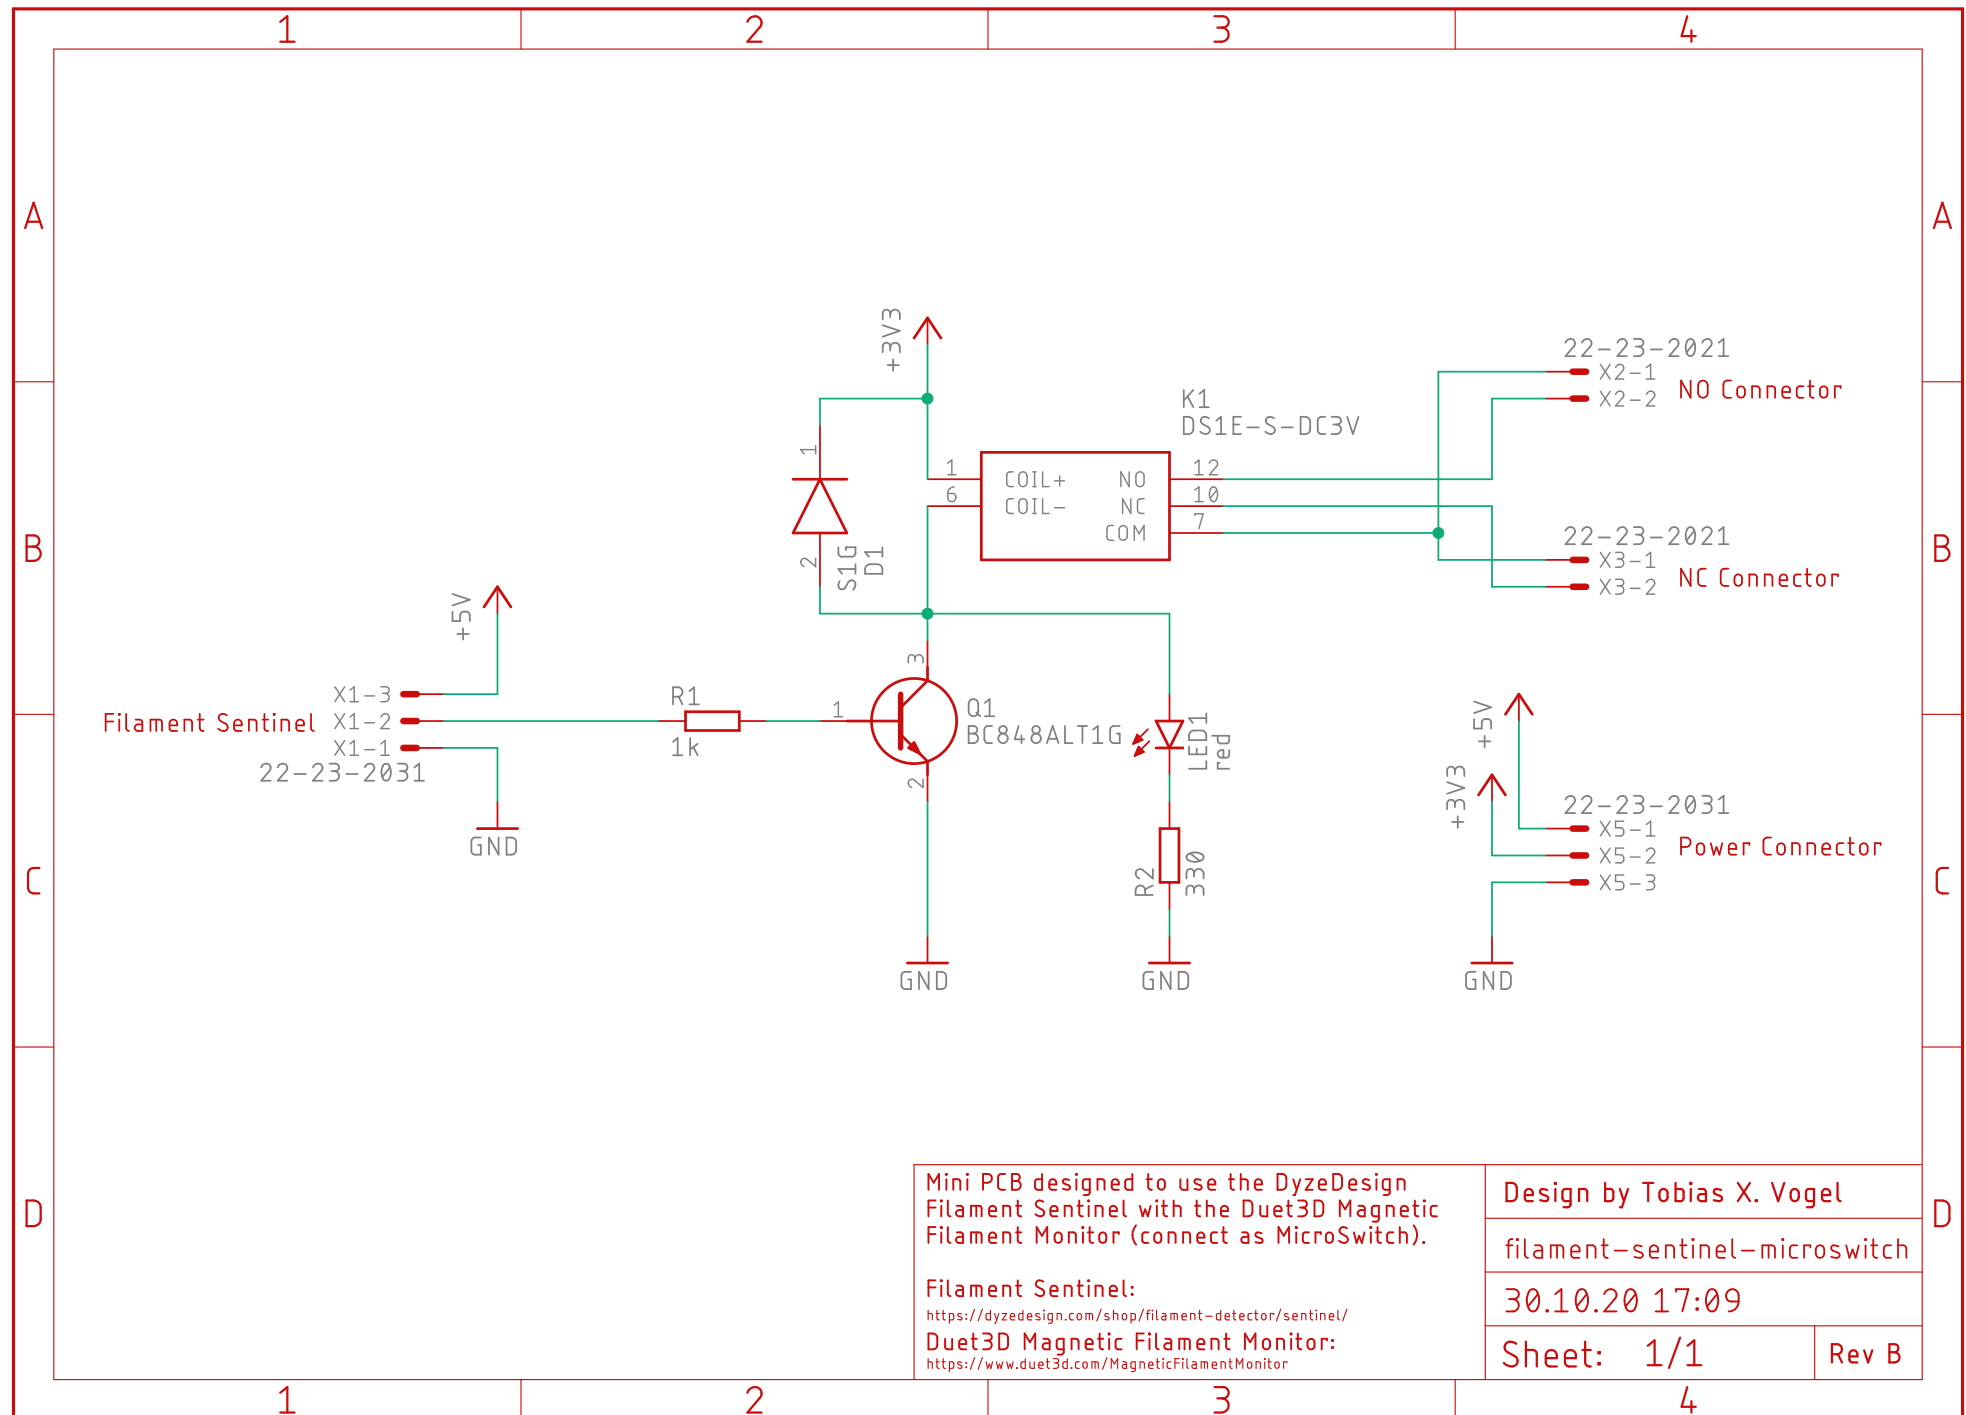 1 2 3 4
A A
+3V3
22-23-2021
X2-1
X2-2
NO Connector
K1
DS1E-S-DC3V
1 COIL+ NO 12
6 COIL- NC 10
COM 7
1
2
S1G
D1
22-23-2021
X3-1
X3-2
NC Connector
B B
+5V
X1-3
Filament Sentinel X1-2
X1-1
22-23-2031
GND
R1
1k
3
1
2
Q1
BC848ALT1G
LED1
red
R2
330
GND
GND
+5V
+3V3
22-23-2031
X5-1
X5-2
X5-3
Power Connector
GND
C C
D D
Mini PCB designed to use the DyzeDesign
Filament Sentinel with the Duet3D Magnetic
Filament Monitor (connect as MicroSwitch).
Filament Sentinel:
https://dyzedesign.com/shop/filament-detector/sentinel/
Duet3D Magnetic Filament Monitor:
https://www.duet3d.com/MagneticFilamentMonitor
Design by Tobias X. Vogel
filament-sentinel-microswitch
30.10.20 17:09
Sheet: 1/1
Rev B
1 2 3 4